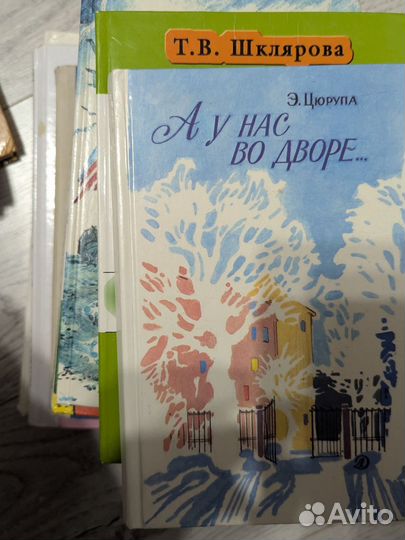 Т.В. Шклярова
Э. ЦЮРУПА
А У НАС
ВО ДВОРЕ...
Avito